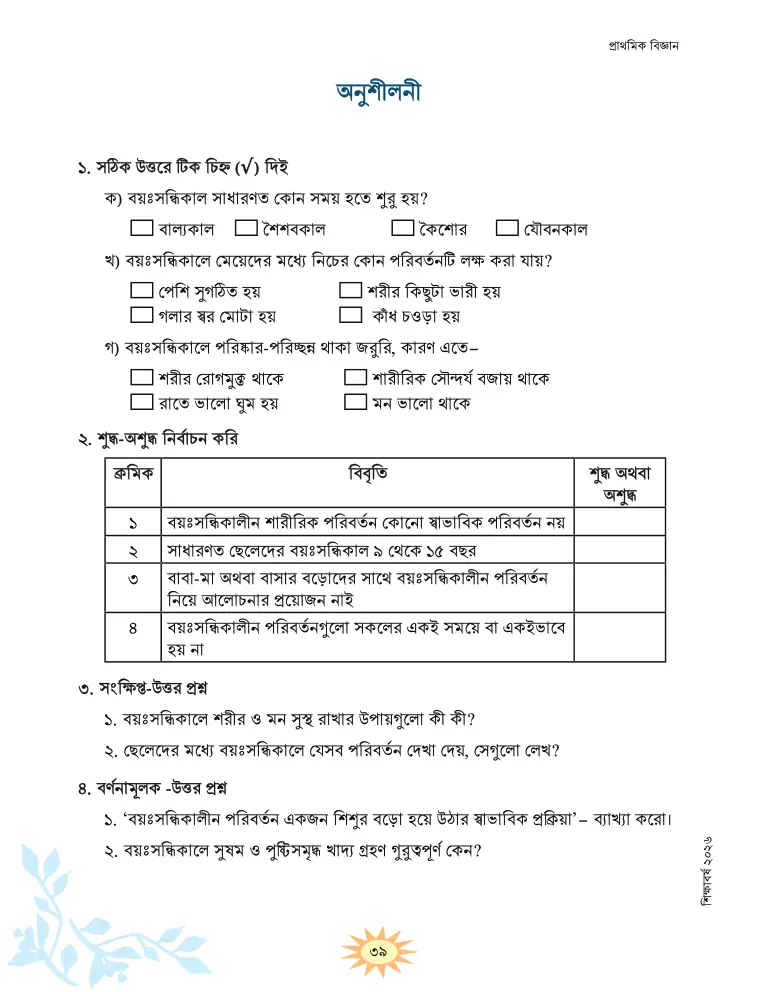 প্রাথমিক বিজ্ঞান
অনুশীলনী
১. সঠিক উত্তরে টিক চিহ্ন (√) দিই
ক) বয়ঃসন্ধিকাল সাধারণত কোন সময় হতে শুরু হয়?
বাল্যকাল শৈশবকাল কৈশোর যৌবনকাল
খ) বয়ঃসন্ধিকালে মেয়েদের মধ্যে নিচের কোন পরিবর্তনটি লক্ষ করা যায়?
পেশি সুগঠিত হয় শরীর কিছুটা ভারী হয়
গলার স্বর মোটা হয় কাঁধ চওড়া হয়
গ) বয়ঃসন্ধিকালে পরিষ্কার-পরিচ্ছন্ন থাকা জরুরি, কারণ এতে–
শরীর রোগমুক্ত থাকে শারীরিক সৌন্দর্য বজায় থাকে
রাতে ভালো ঘুম হয় মন ভালো থাকে
২. শুদ্ধ-অশুদ্ধ নির্বাচন করি
ক্রমিক বিবৃতি শুদ্ধ অথবা
অশুদ্ধ
১ বয়ঃসন্ধিকালীন শারীরিক পরিবর্তন কোনো স্বাভাবিক পরিবর্তন নয়
২ সাধারণত ছেলেদের বয়ঃসন্ধিকাল ৯ থেকে ১৫ বছর
৩ বাবা-মা অথবা বাসার বড়োদের সাথে বয়ঃসন্ধিকালীন পরিবর্তন
নিয়ে আলোচনার প্রয়োজন নাই
৪ বয়ঃসন্ধিকালীন পরিবর্তনগুলো সকলের একই সময়ে বা একইভাবে
হয় না
৩. সংক্ষিপ্ত-উত্তর প্রশ্ন
১. বয়ঃসন্ধিকালে শরীর ও মন সুস্থ রাখার উপায়গুলো কী কী?
২. ছেলেদের মধ্যে বয়ঃসন্ধিকালে যেসব পরিবর্তন দেখা দেয়, সেগুলো লেখ?
৪. বর্ণনামূলক -উত্তর প্রশ্ন
১. ‘বয়ঃসন্ধিকালীন পরিবর্তন একজন শিশুর বড়ো হয়ে উঠার স্বাভাবিক প্রক্রিয়া’– ব্যাখ্যা করো।
২. বয়ঃসন্ধিকালে সুষম ও পুষ্টিসমৃদ্ধ খাদ্য গ্রহণ গুরুত্বপূর্ণ কেন?
শিক্ষাবর্ষ ২০২৬
৩৯